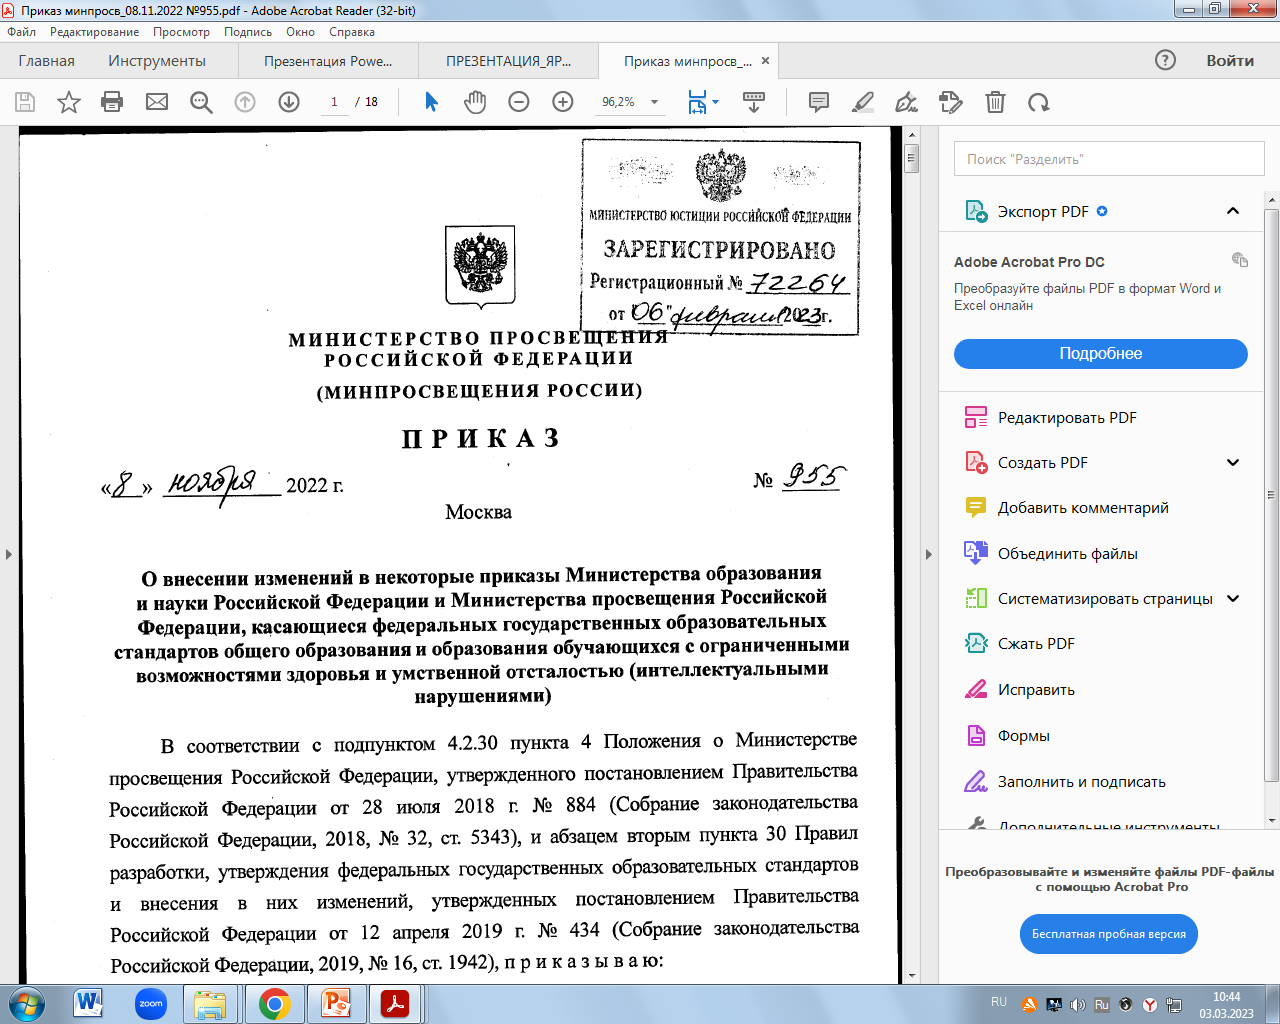 Приказ минпросв_08.11.2022 №955.pdf - Adobe Acrobat Reader (32-bit)
Файл Редактирование Просмотр Подпись Окно Справка
Главная Инструменты Презентация Powe... ПРЕЗЕНТАЦИЯ_ЯР... Приказ минпросв_... × Войти
1 / 18 96,2%
МИНИСТЕРСТВО ЮСТИЦИИ РОССИЙСКОЙ ФЕДЕРАЦИИ
ЗАРЕГИСТРИРОВАНО
Регистрационный № 72264
от "06" февраля 2023г.
МИНИСТЕРСТВО ПРОСВЕЩЕНИЯ
РОССИЙСКОЙ ФЕДЕРАЦИИ
(МИНПРОСВЕЩЕНИЯ РОССИИ)
ПРИКАЗ
«8» ноября 2022 г. № 955
Москва
О внесении изменений в некоторые приказы Министерства образования
и науки Российской Федерации и Министерства просвещения Российской
Федерации, касающиеся федеральных государственных образовательных
стандартов общего образования и образования обучающихся с ограниченными
возможностями здоровья и умственной отсталостью (интеллектуальными
нарушениями)
В соответствии с подпунктом 4.2.30 пункта 4 Положения о Министерстве
просвещения Российской Федерации, утвержденного постановлением Правительства
Российской Федерации от 28 июля 2018 г. № 884 (Собрание законодательства
Российской Федерации, 2018, № 32, ст. 5343), и абзацем вторым пункта 30 Правил
разработки, утверждения федеральных государственных образовательных стандартов
и внесения в них изменений, утвержденных постановлением Правительства
Российской Федерации от 12 апреля 2019 г. № 434 (Собрание законодательства
Российской Федерации, 2019, № 16, ст. 1942), п р и к а з ы в а ю:
Поиск "Разделить"
Экспорт PDF
Adobe Acrobat Pro DC
Преобразуйте файлы PDF в формат Word и
Excel онлайн
Подробнее
Редактировать PDF
Создать PDF
Добавить комментарий
Объединить файлы
Систематизировать страницы
Сжать PDF
Исправить
Формы
Заполнить и подписать
Дополнительные инструменты
Преобразовывайте и изменяйте файлы PDF-файлы
с помощью Acrobat Pro
Бесплатная пробная версия
zoom
RU
Ru
10:44
03.03.2023